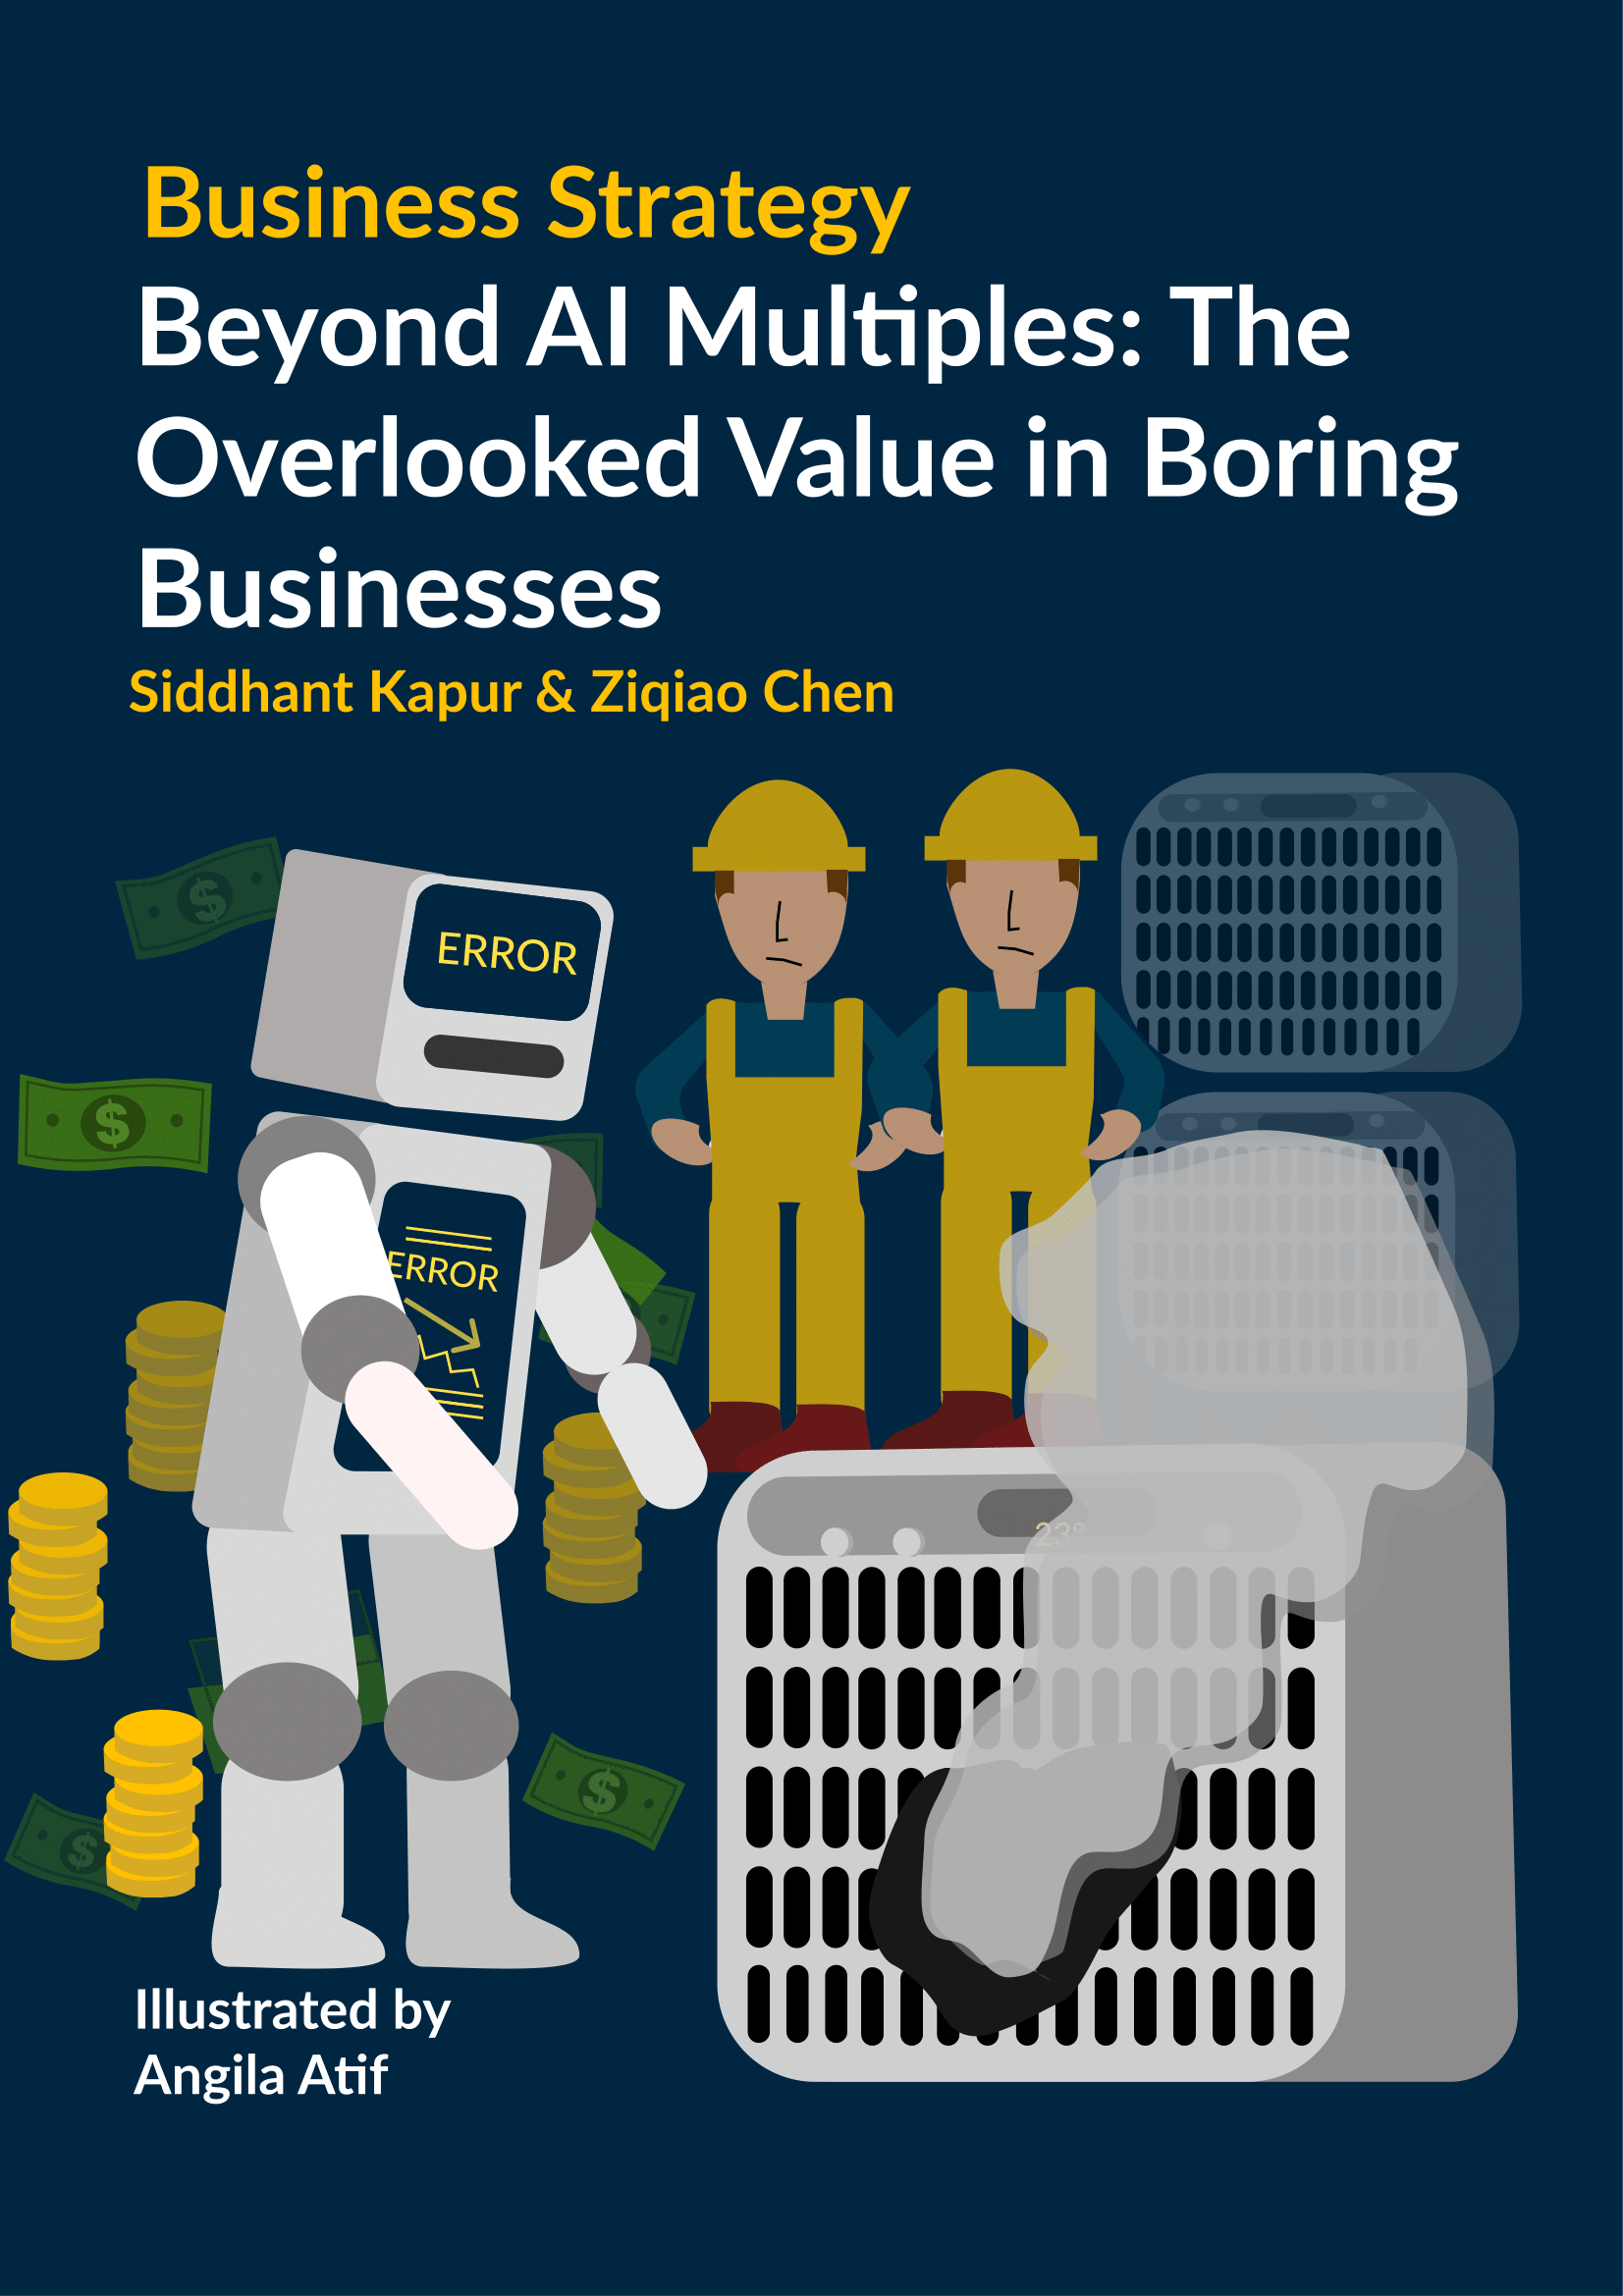 Business Strategy
Beyond AI Multiples: The
Overlooked Value in Boring
Businesses
Siddhant Kapur & Ziqiao Chen
$
ERROR
$
ERROR
23°
$
$
Illustrated by
Angila Atif